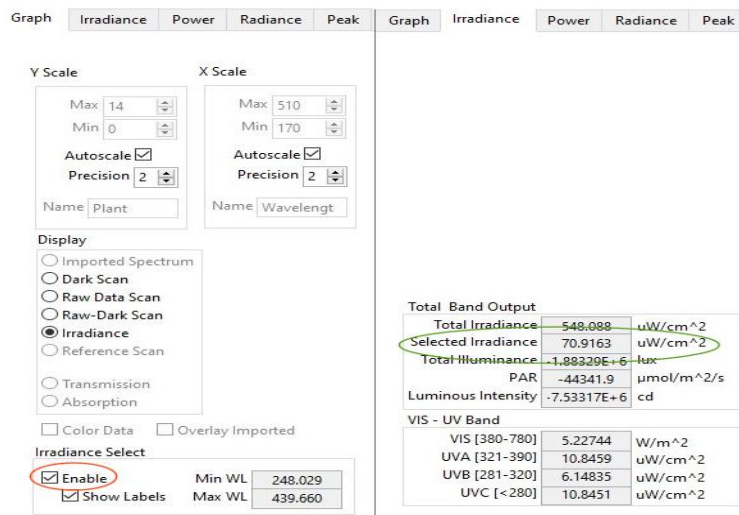 Graph Irradiance Power Radiance Peak
Y Scale
Max 14
Min 0
Autoscale
Precision 2
Name Plant
X Scale
Max 510
Min 170
Autoscale
Precision 2
Name Wavelengt
Display
Imported Spectrum
Dark Scan
Raw Data Scan
Raw-Dark Scan
Irradiance
Reference Scan
Transmission
Absorption
Color Data Overlay Imported
Irradiance Select
Enable Min WL 248.029
Show Labels Max WL 439.660
Graph Irradiance Power Radiance Peak
Total Band Output
Total Irradiance 548.088 uW/cm^2
Selected Irradiance 70.9163 uW/cm^2
Total Illuminance -1.88329E+6 lux
PAR -44341.9 μmol/m^2/s
Luminous Intensity -7.53317E+6 cd
VIS - UV Band
VIS [380-780] 5.22744 W/m^2
UVA [321-390] 10.8459 uW/cm^2
UVB [281-320] 6.14835 uW/cm^2
UVC [<280] 10.8451 uW/cm^2